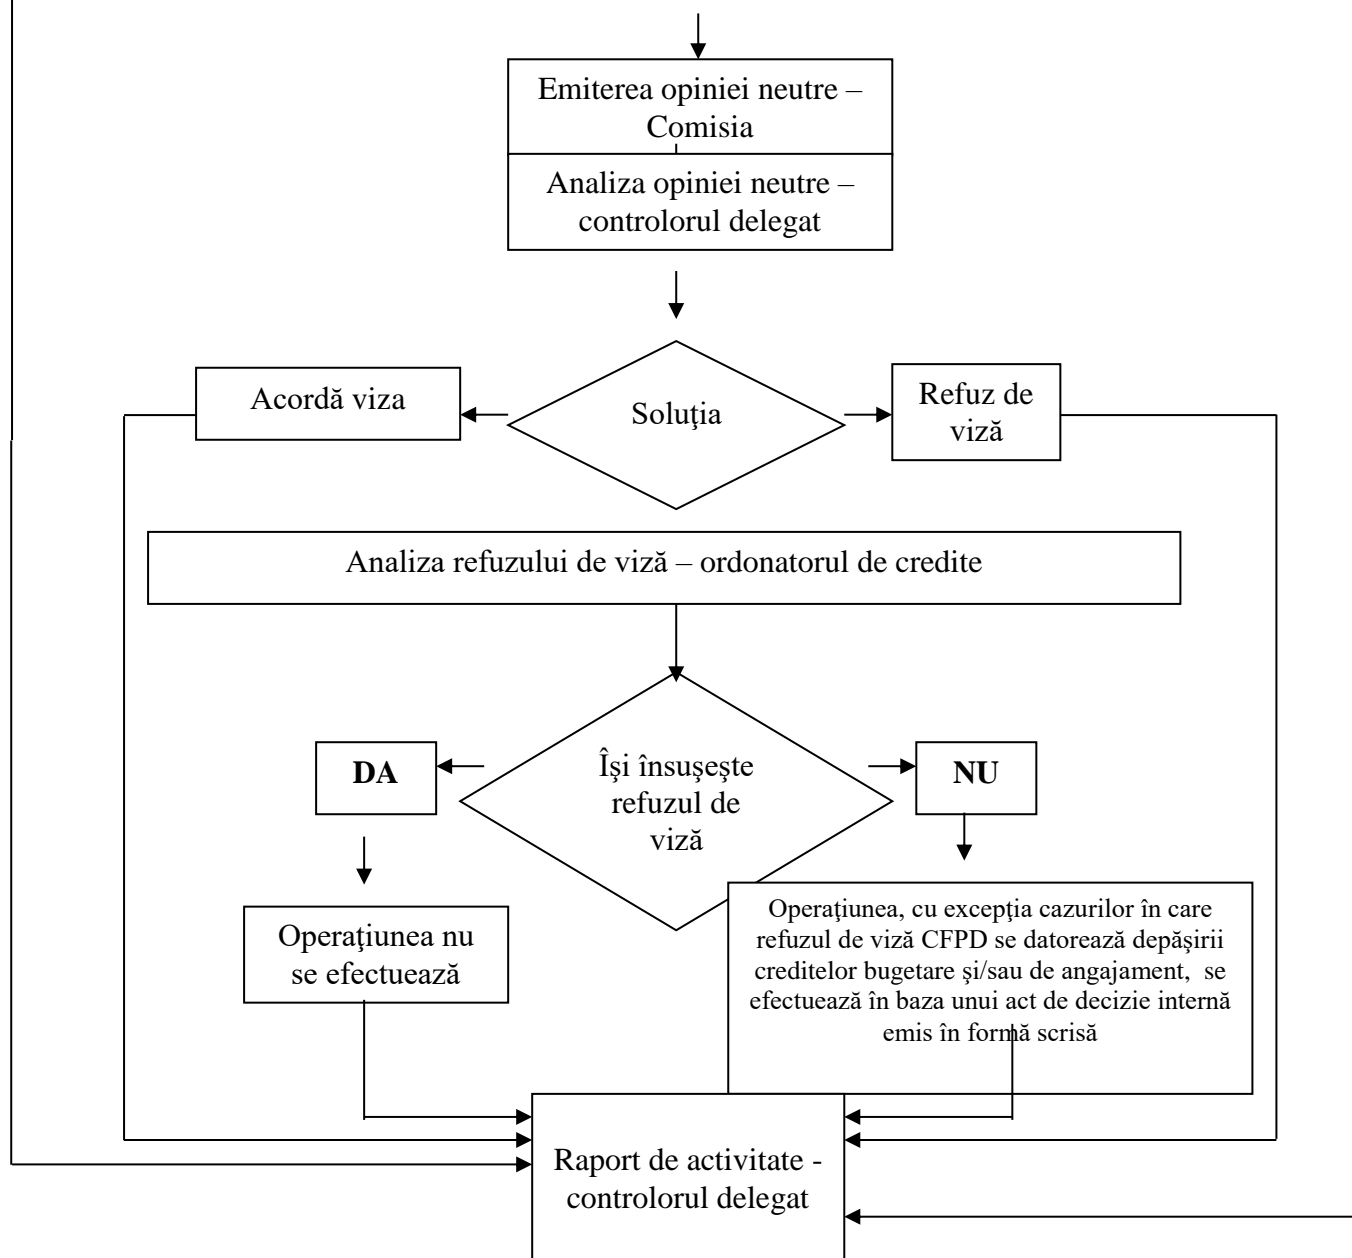 Emiterea opiniei neutre –
Comisia
Analiza opiniei neutre –
controlorul delegat
Acordă viza
Soluţia
Refuz de
viză
Analiza refuzului de viză – ordonatorul de credite
DA
Îşi însuşeşte
refuzul de
viză
NU
Operaţiunea nu
se efectuează
Operaţiunea, cu excepţia cazurilor în care
refuzul de viză CFPD se datorează depăşirii
creditelor bugetare şi/sau de angajament, se
efectuează în baza unui act de decizie internă
emis în formă scrisă
Raport de activitate -
controlorul delegat